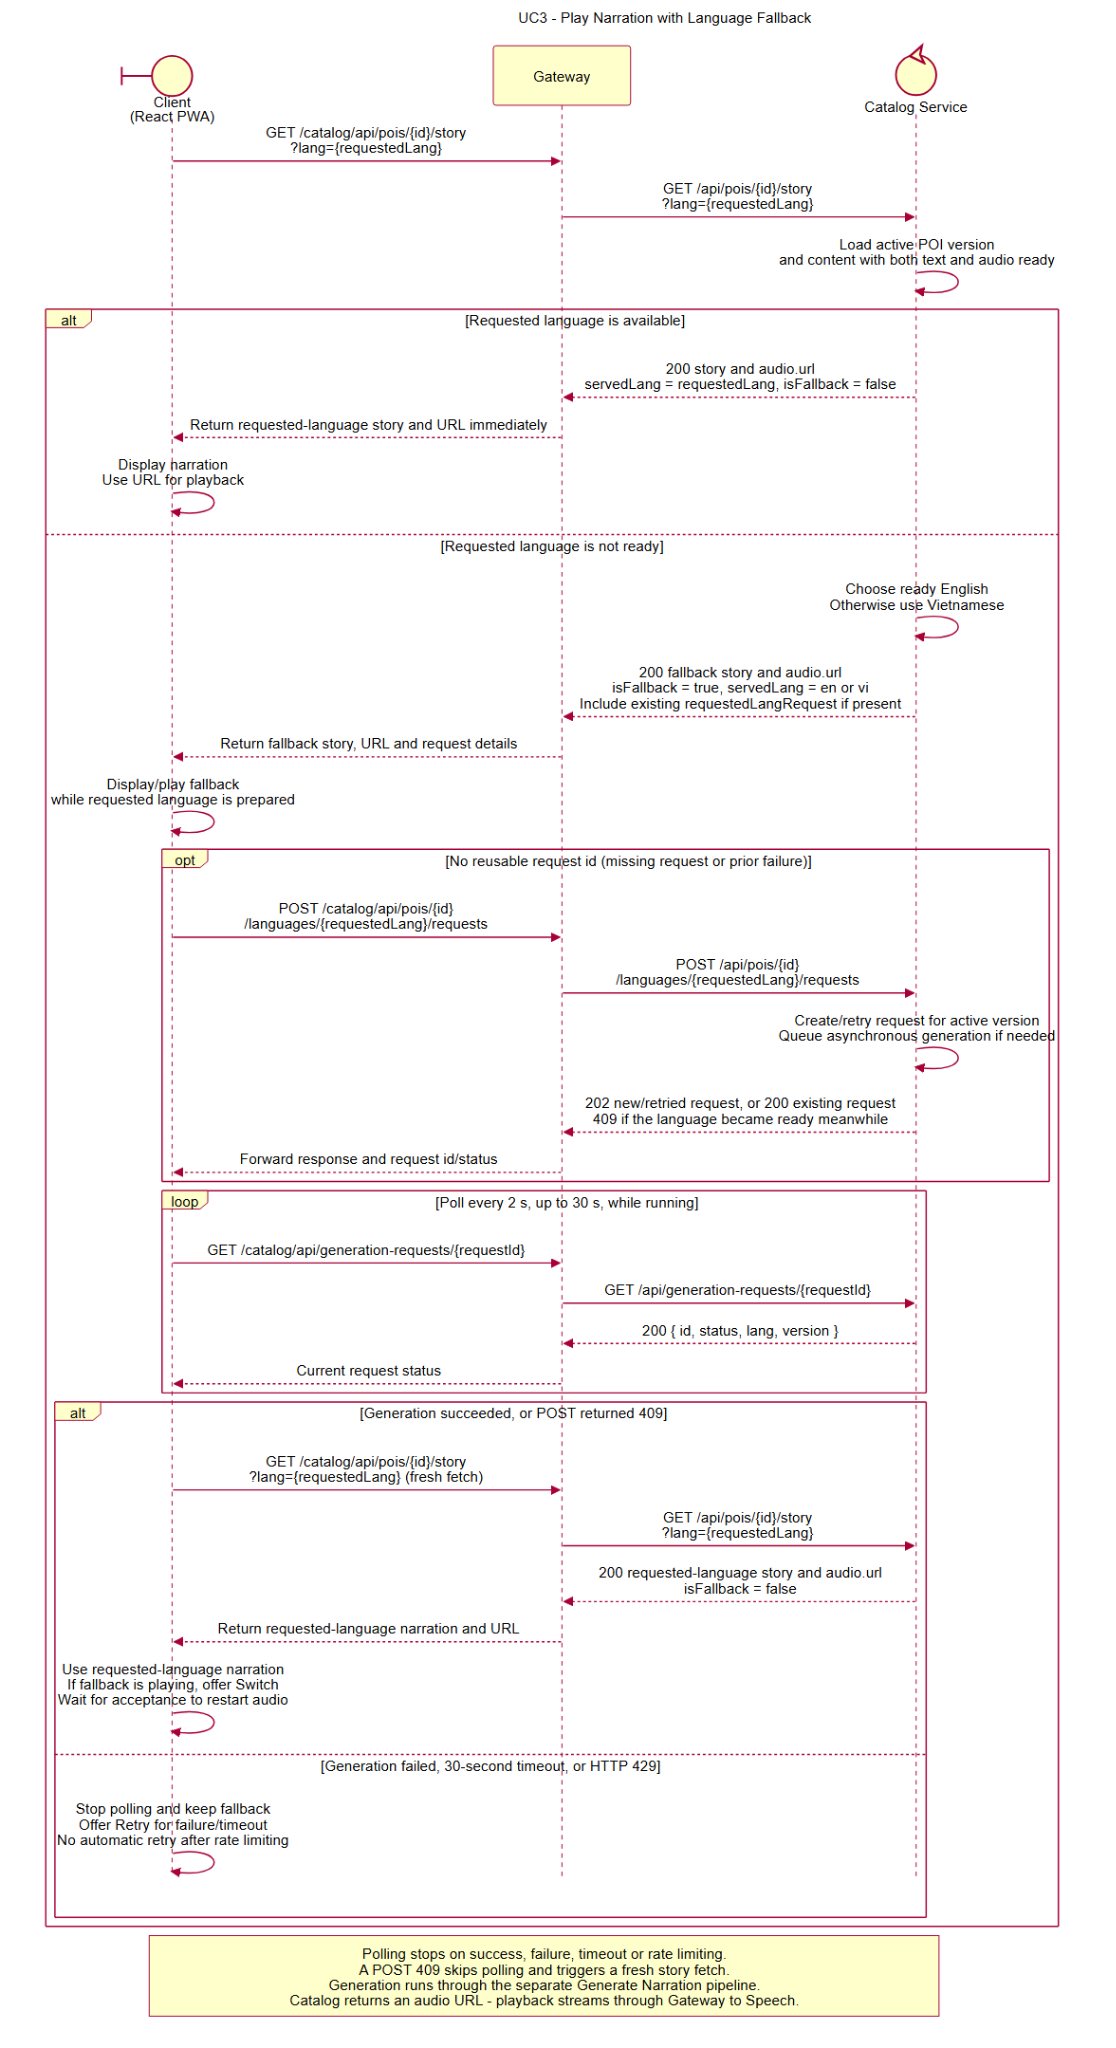 UC3 - Play Narration with Language Fallback
Client
(React PWA)
Gateway
Catalog Service
GET /catalog/api/pois/{id}/story
?lang={requestedLang}
GET /api/pois/{id}/story
?lang={requestedLang}
Load active POI version
and content with both text and audio ready
alt
[Requested language is available]
200 story and audio.url
servedLang = requestedLang, isFallback = false
Return requested-language story and URL immediately
Display narration
Use URL for playback
[Requested language is not ready]
Choose ready English
Otherwise use Vietnamese
200 fallback story and audio.url
isFallback = true, servedLang = en or vi
Include existing requestedLangRequest if present
Return fallback story, URL and request details
Display/play fallback
while requested language is prepared
opt
[No reusable request id (missing request or prior failure)]
POST /catalog/api/pois/{id}
/languages/{requestedLang}/requests
POST /api/pois/{id}
/languages/{requestedLang}/requests
Create/retry request for active version
Queue asynchronous generation if needed
202 new/retried request, or 200 existing request
409 if the language became ready meanwhile
Forward response and request id/status
loop
[Poll every 2 s, up to 30 s, while running]
GET /catalog/api/generation-requests/{requestId}
GET /api/generation-requests/{requestId}
200 { id, status, lang, version }
Current request status
alt
[Generation succeeded, or POST returned 409]
GET /catalog/api/pois/{id}/story
?lang={requestedLang} (fresh fetch)
GET /api/pois/{id}/story
?lang={requestedLang}
200 requested-language story and audio.url
isFallback = false
Return requested-language narration and URL
Use requested-language narration
If fallback is playing, offer Switch
Wait for acceptance to restart audio
[Generation failed, 30-second timeout, or HTTP 429]
Stop polling and keep fallback
Offer Retry for failure/timeout
No automatic retry after rate limiting
Polling stops on success, failure, timeout or rate limiting.
A POST 409 skips polling and triggers a fresh story fetch.
Generation runs through the separate Generate Narration pipeline.
Catalog returns an audio URL - playback streams through Gateway to Speech.